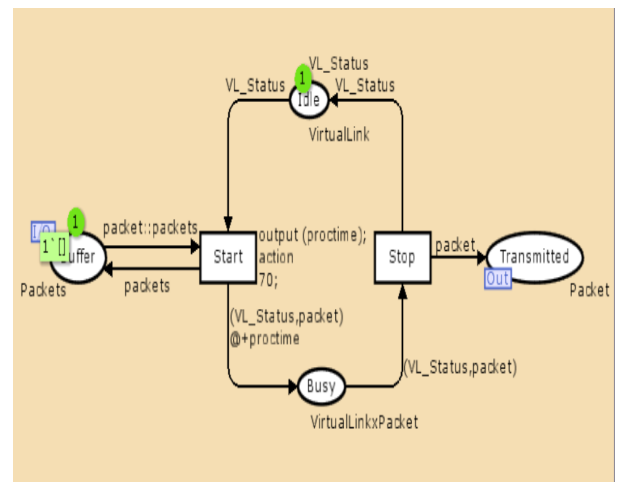 VL_Status
VL_Status
VL_Status
1
Idle
VirtualLink
1
1`[]
uffer
Packets
packet::packets
packets
Start
output (proctime);
action
70;
(VL_Status,packet)
@+proctime
Stop
packet
Transmitted
Out
Packet
(VL_Status,packet)
Busy
VirtualLinkxPacket